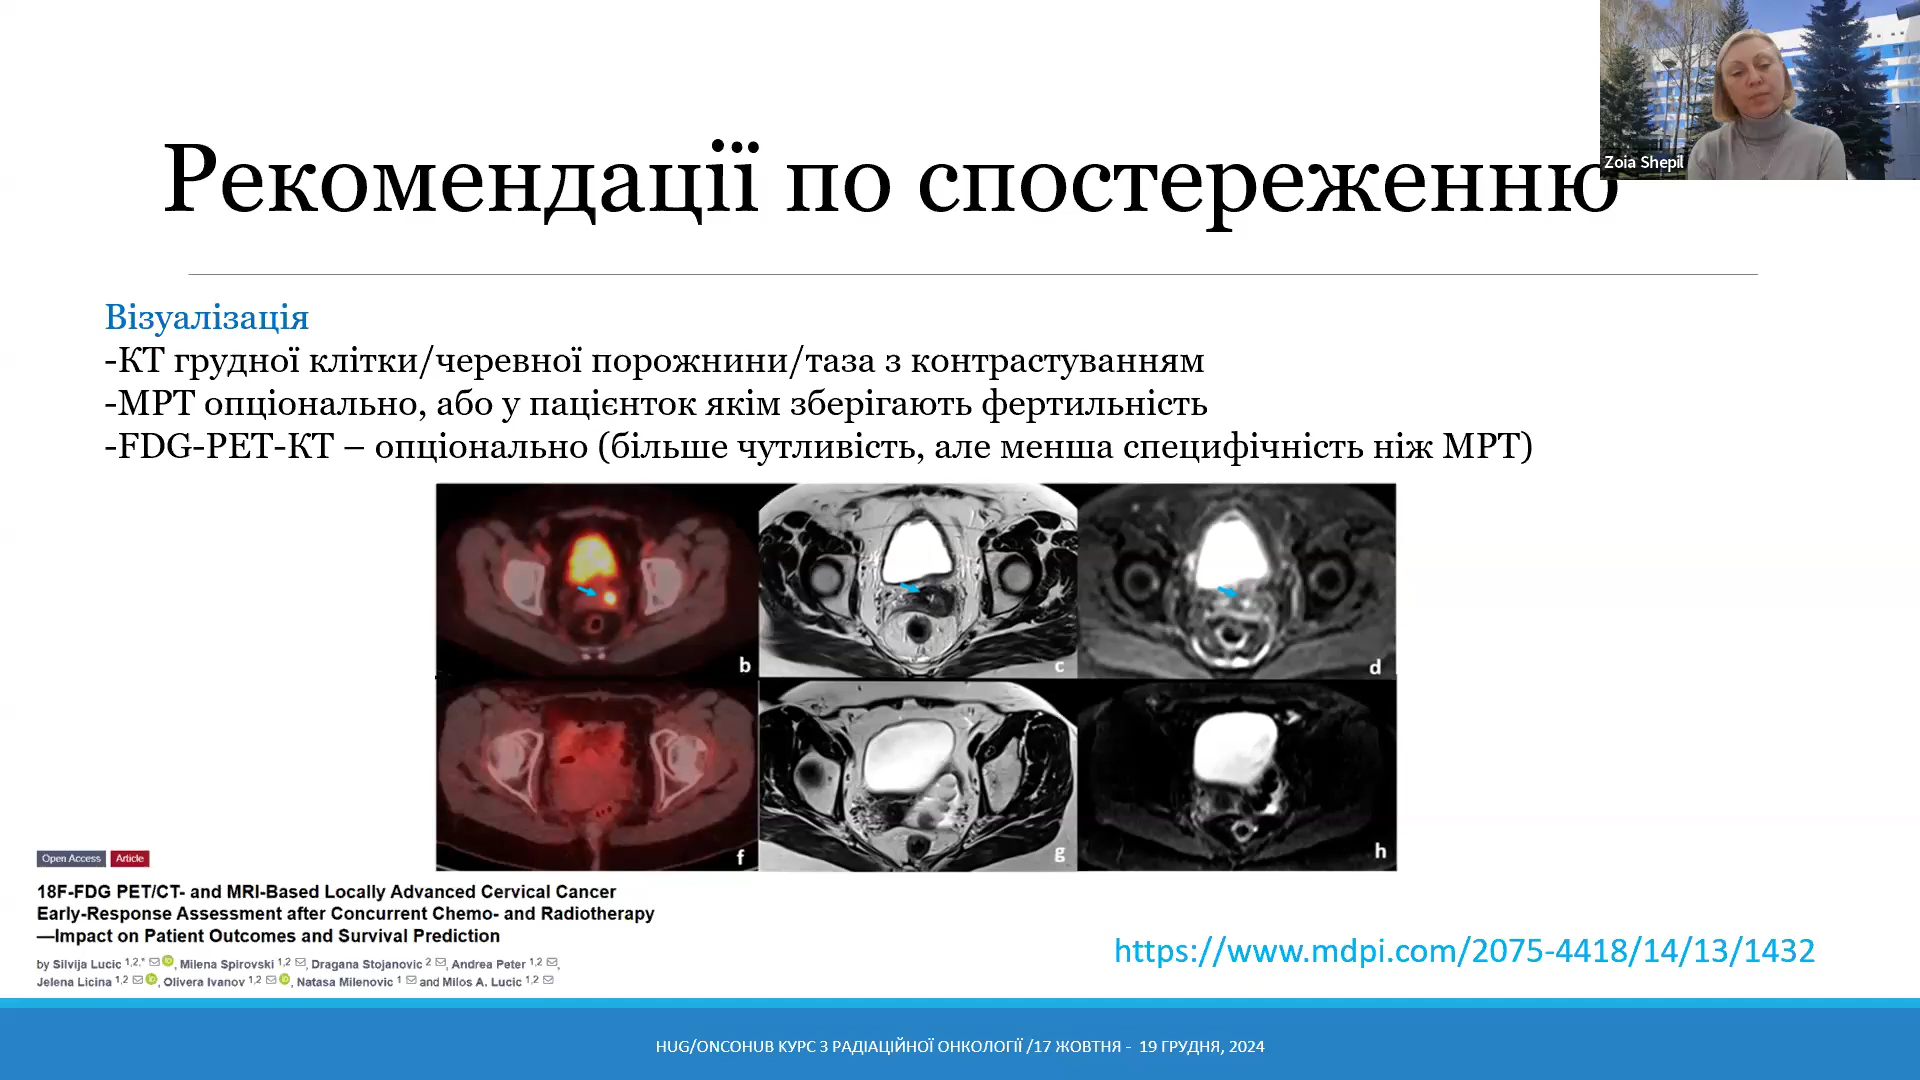 Рекомендації по спостереженню
Zoia Shepil
Візуалізація
-КТ грудної клітки/черевної порожнини/таза з контрастуванням
-МРТ опціонально, або у пацієнток якім зберігають фертильність
-FDG-PET-КТ – опціонально (більше чутливість, але менша специфічність ніж МРТ)
b
c
d
f
g
h
Open Access Article
18F-FDG PET/CT- and MRI-Based Locally Advanced Cervical Cancer
Early-Response Assessment after Concurrent Chemo- and Radiotherapy
—Impact on Patient Outcomes and Survival Prediction
by Silvija Lucic 1,2,* iD, Milena Spirovski 1,2, Dragana Stojanovic 2, Andrea Peter 1,2,
Jelena Licina 1,2 iD, Olivera Ivanov 1,2 iD, Natasa Milenovic 1 and Milos A. Lucic 1,2
https://www.mdpi.com/2075-4418/14/13/1432
HUG/ONCOHUB КУРС З РАДІАЦІЙНОЇ ОНКОЛОГІЇ /17 ЖОВТНЯ - 19 ГРУДНЯ, 2024